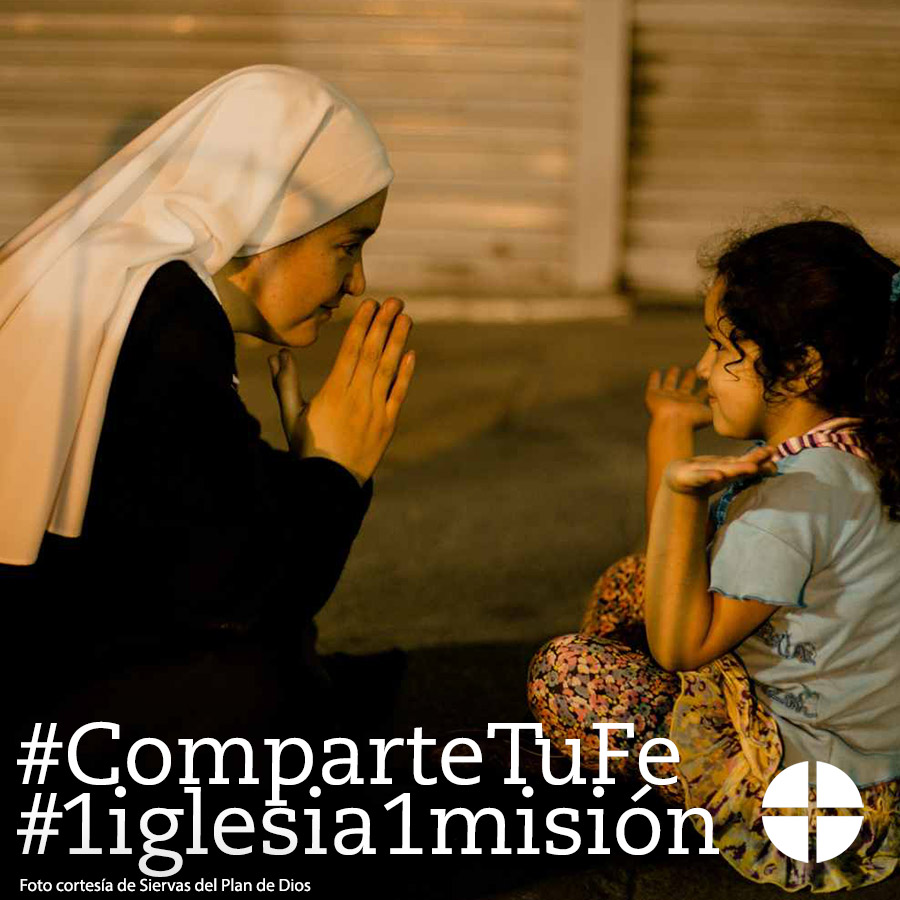 #ComparteTuFe
#1iglesia1misión
Foto cortesía de Siervas del Plan de Dios